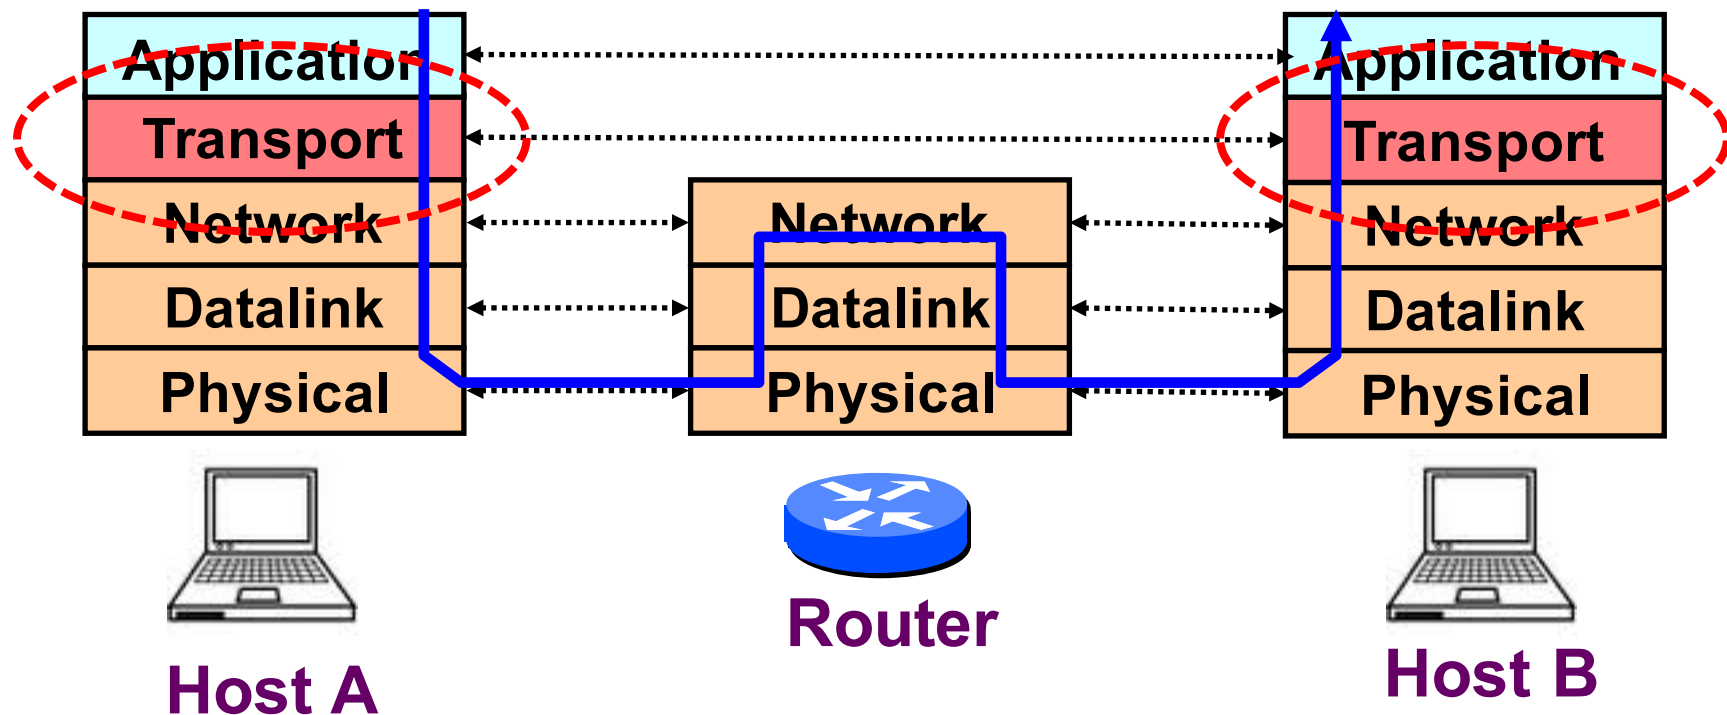 Application
Transport
Network
Datalink
Physical
Host A
Network
Datalink
Physical
Router
Application
Transport
Network
Datalink
Physical
Host B